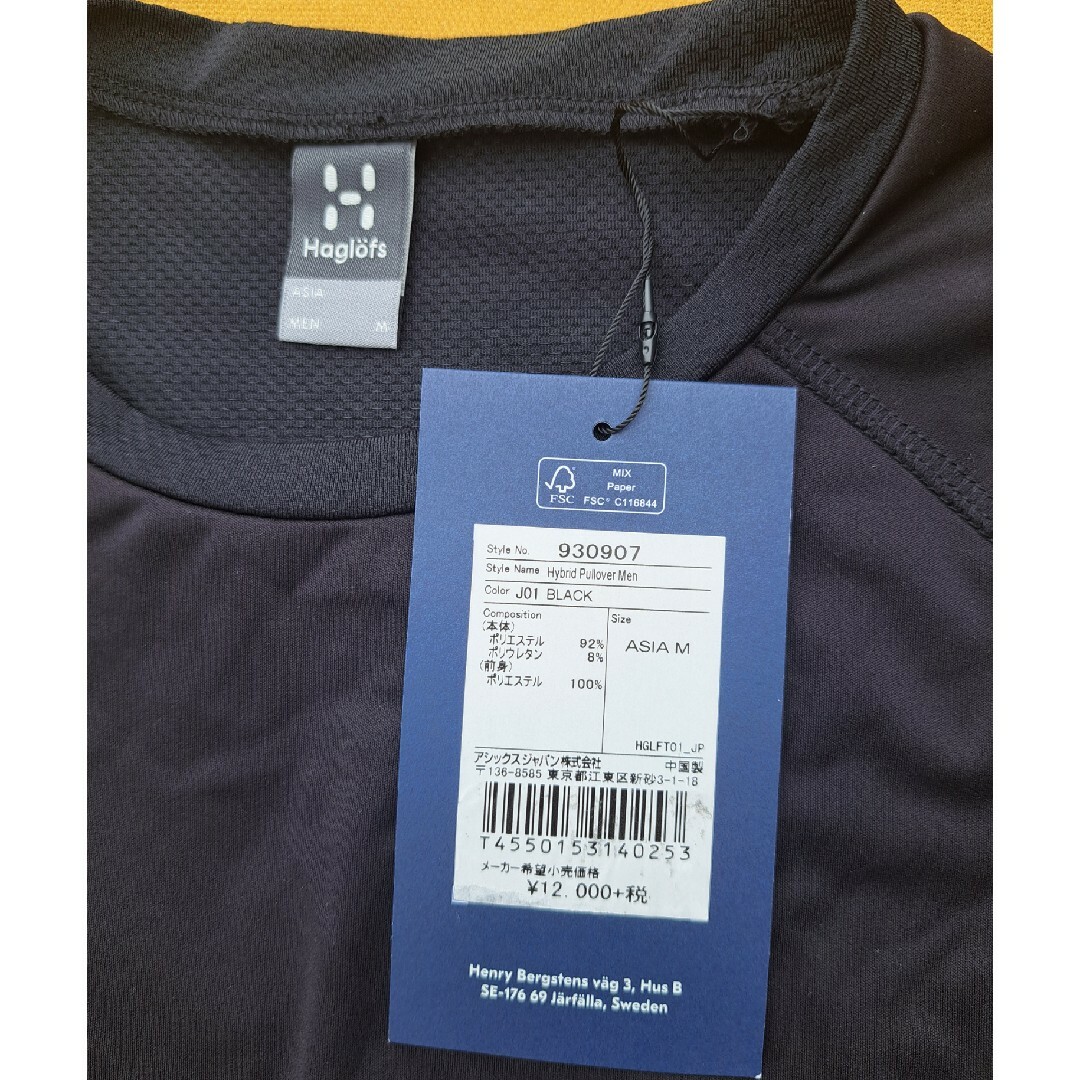 Haglöfs
ASIA
MEN M
MIX
Paper
FSC FSC® C116844
Style No. 930907
Style Name Hybrid Pullover Men
Color J01 BLACK
Composition Size
(本体)
ポリエステル 92% ASIA M
ポリウレタン 8%
(前身)
ポリエステル 100%
HGLFT01_JP
アシックスジャパン株式会社 中国製
〒136-8585 東京都江東区新砂3-1-18
T4550153140253
メーカー希望小売価格
¥12,000+税
Henry Bergstens väg 3, Hus B
SE-176 69 Järfälla, Sweden